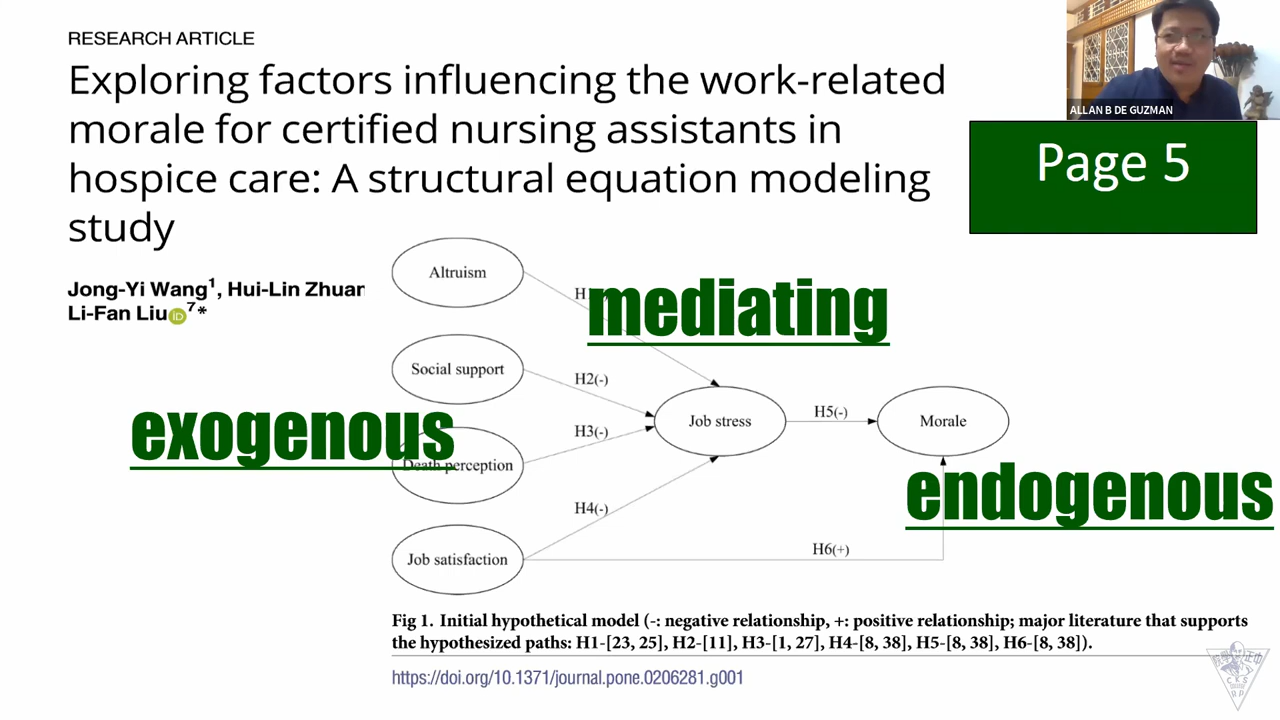 RESEARCH ARTICLE
Exploring factors influencing the work-related
morale for certified nursing assistants in
hospice care: A structural equation modeling
study
Jong-Yi Wang1, Hui-Lin Zhuan
Li-Fan Liu iD 7*
ALLAN B DE GUZMAN
Page 5
Altruism
mediating
Social support
H2(-)
exogenous
H3(-)
Death perception
Job stress
H5(-)
Morale
endogenous
H4(-)
Job satisfaction
H6(+)
Fig 1. Initial hypothetical model (-: negative relationship, +: positive relationship; major literature that supports
the hypothesized paths: H1-[23, 25], H2-[11], H3-[1, 27], H4-[8, 38], H5-[8, 38], H6-[8, 38]).
https://doi.org/10.1371/journal.pone.0206281.g001